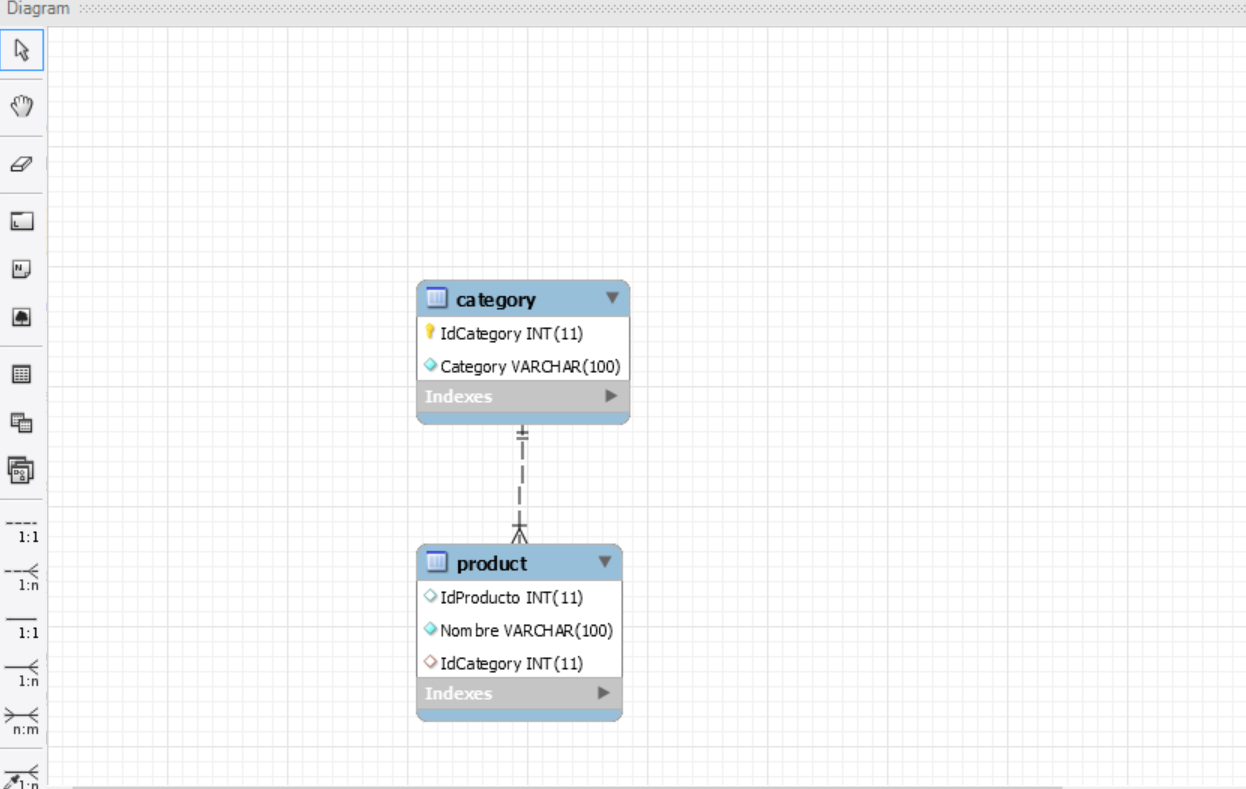 Diagram
category
IdCategory INT(11)
Category VARCHAR(100)
Indexes
product
IdProducto INT(11)
Nombre VARCHAR(100)
IdCategory INT(11)
Indexes
1:1
1:n
1:1
1:n
n:m
1:n